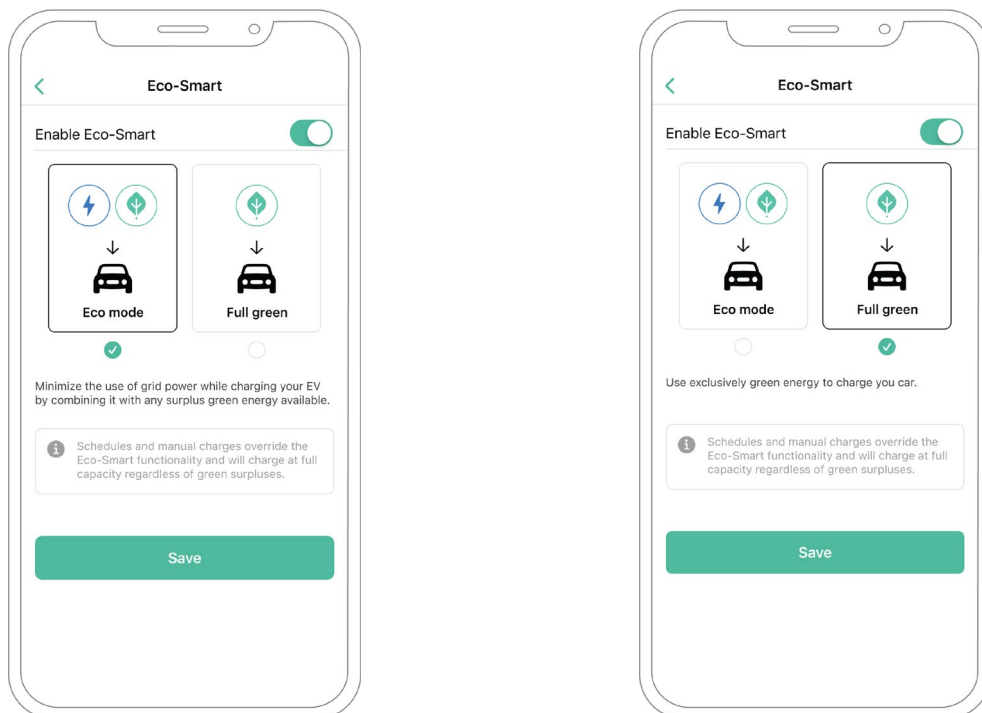 Eco-Smart
Enable Eco-Smart
Eco mode
Full green
Minimize the use of grid power while charging your EV
by combining it with any surplus green energy available.
Schedules and manual charges override the
Eco-Smart functionality and will charge at full
capacity regardless of green surpluses.
Save
Eco-Smart
Enable Eco-Smart
Eco mode
Full green
Use exclusively green energy to charge you car.
Schedules and manual charges override the
Eco-Smart functionality and will charge at full
capacity regardless of green surpluses.
Save